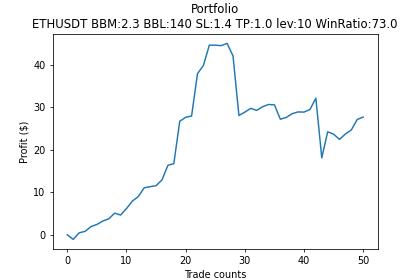 Portfolio
ETHUSDT BBM:2.3 BBL:140 SL:1.4 TP:1.0 lev:10 WinRatio:73.0
40
30
20
10
0
Profit ($)
0 10 20 30 40 50
Trade counts